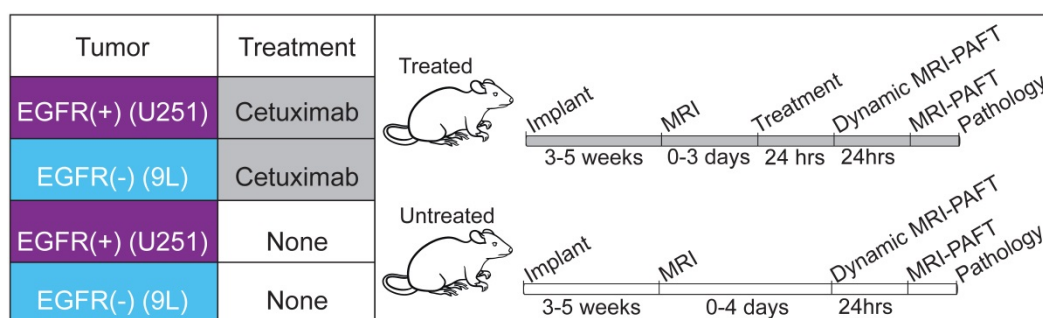 Tumor Treatment
EGFR(+) (U251) Cetuximab
EGFR(-) (9L) Cetuximab
EGFR(+) (U251) None
EGFR(-) (9L) None
Treated
Implant MRI Treatment Dynamic MRI-PAFT MRI-PAFT Pathology
3-5 weeks 0-3 days 24 hrs 24hrs
Untreated
Implant MRI Dynamic MRI-PAFT MRI-PAFT Pathology
3-5 weeks 0-4 days 24hrs